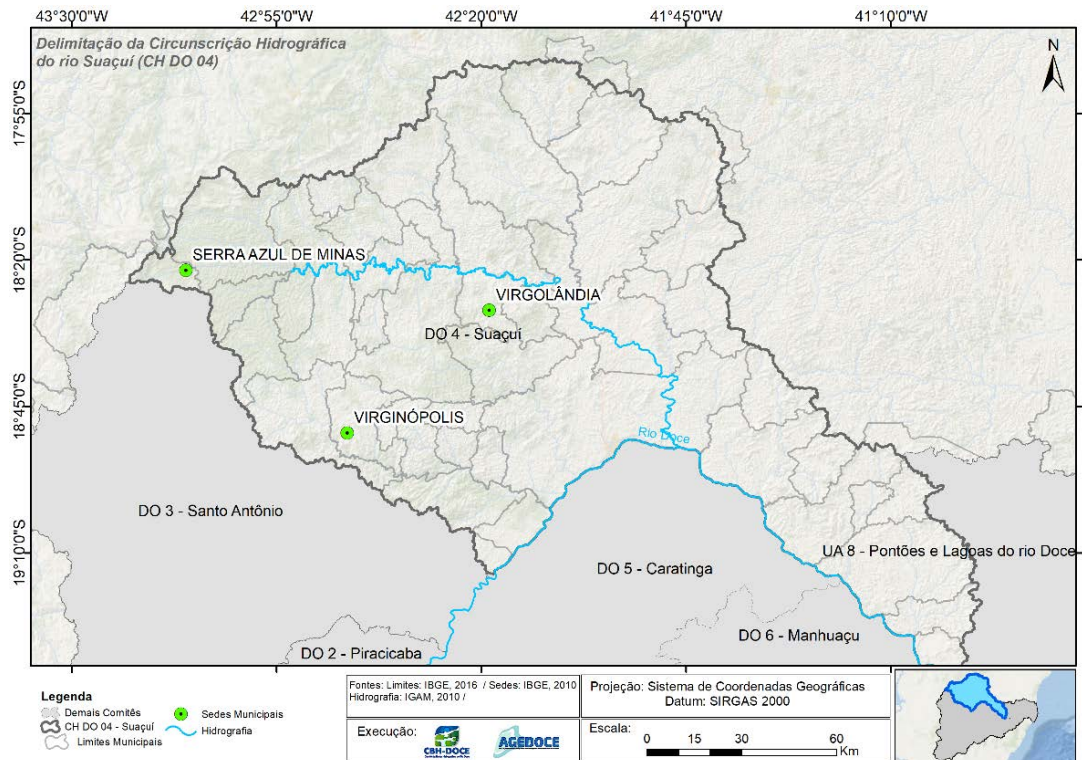 43°30'0"W 42°55'0"W 42°20'0"W 41°45'0"W 41°10'0"W
Delimitação da Circunscrição Hidrográfica
do rio Suaçuí (CH DO 04)
N
17°55'0"S
18°20'0"S
18°45'0"S
19°10'0"S
SERRA AZUL DE MINAS
VIRGOLÂNDIA
DO 4 - Suaçuí
VIRGINÓPOLIS
Rio Doce
DO 3 - Santo Antônio
UA 8 - Pontões e Lagoas do rio Doce
DO 5 - Caratinga
DO 6 - Manhuaçu
DO 2 - Piracicaba
Legenda
Demais Comitês
CH DO 04 - Suaçuí
Limites Municipais
Sedes Municipais
Hidrografia
Fontes: Limites: IBGE, 2016 / Sedes: IBGE, 2010
Hidrografia: IGAM, 2010 /
Execução:
CBH-DOCE
AGEDOCE
Projeção: Sistema de Coordenadas Geográficas
Datum: SIRGAS 2000
Escala:
0 15 30 60
Km